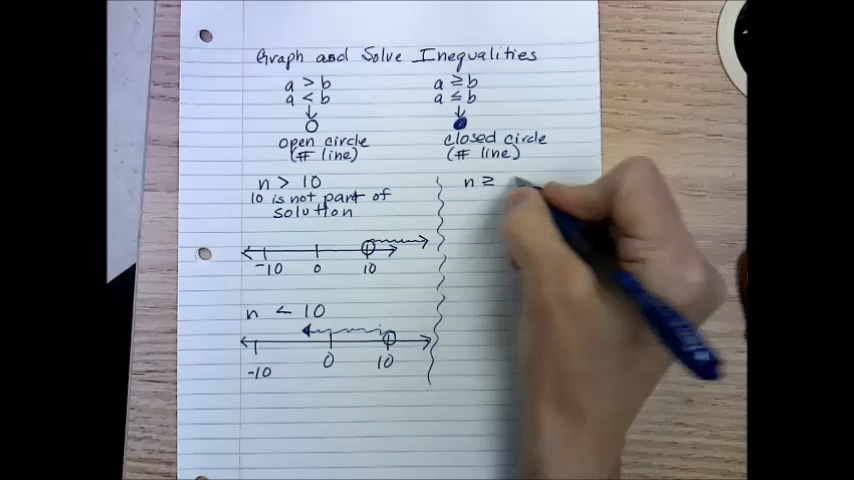 Graph and Solve Inequalities
a > b
a < b
↓
open circle
(# line)
a ≥ b
a ≤ b
↓
closed circle
(# line)
n > 10
10 is not part of
solution
-10 0 10
n < 10
-10 0 10
n ≥